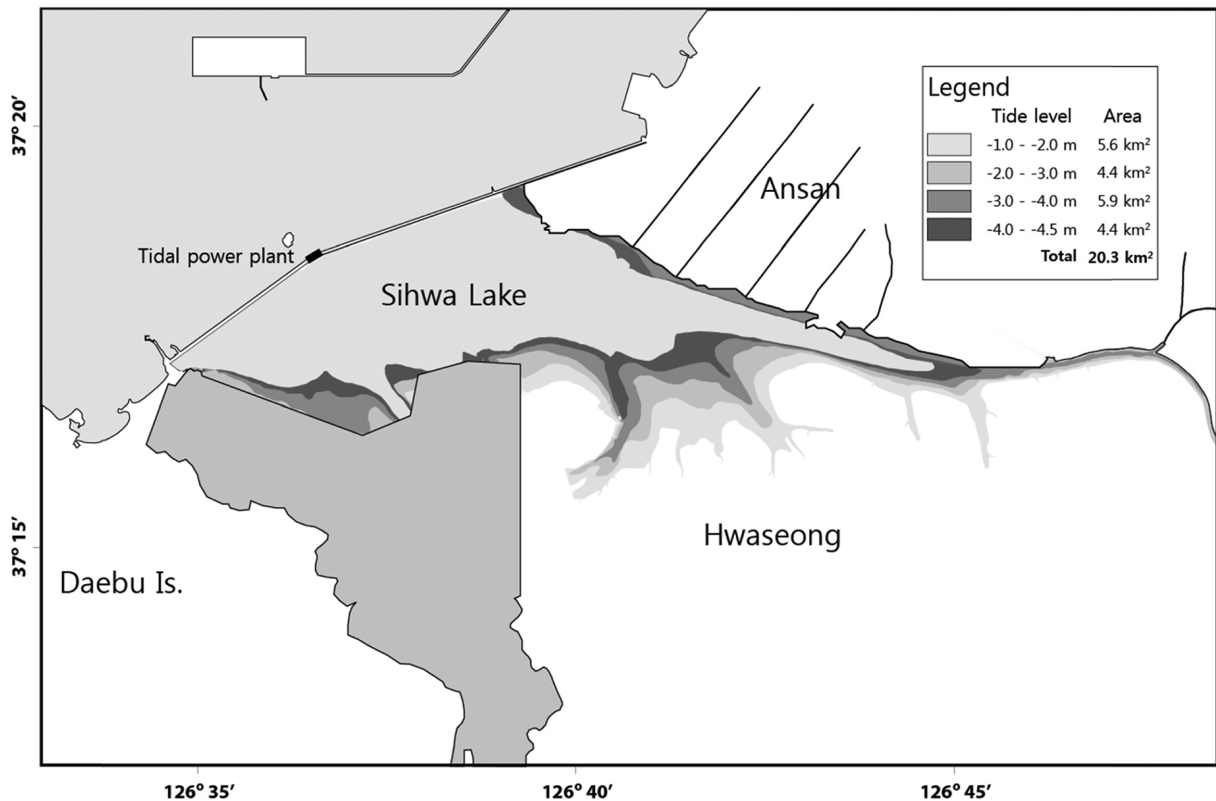 Legend
Tide level Area
-1.0 - -2.0 m 5.6 km²
-2.0 - -3.0 m 4.4 km²
-3.0 - -4.0 m 5.9 km²
-4.0 - -4.5 m 4.4 km²
Total 20.3 km²
37° 20′
Ansan
Tidal power plant
Sihwa Lake
Hwaseong
37° 15′
Daebu Is.
126° 35′ 126° 40′ 126° 45′